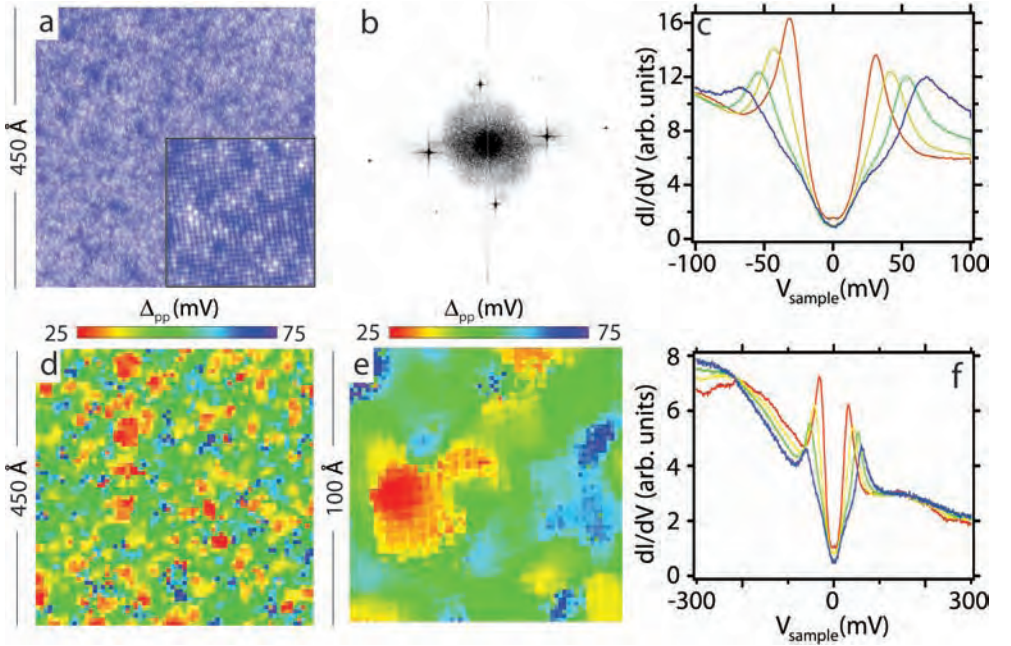 a
450 Å
b
c
dI/dV (arb. units)
16
12
8
4
0
-100
-50
0
50
100
V_sample(mV)
Δ_pp (mV)
25
75
Δ_pp (mV)
25
75
d
450 Å
e
100 Å
f
dI/dV (arb. units)
8
6
4
2
0
-300
0
300
V_sample(mV)